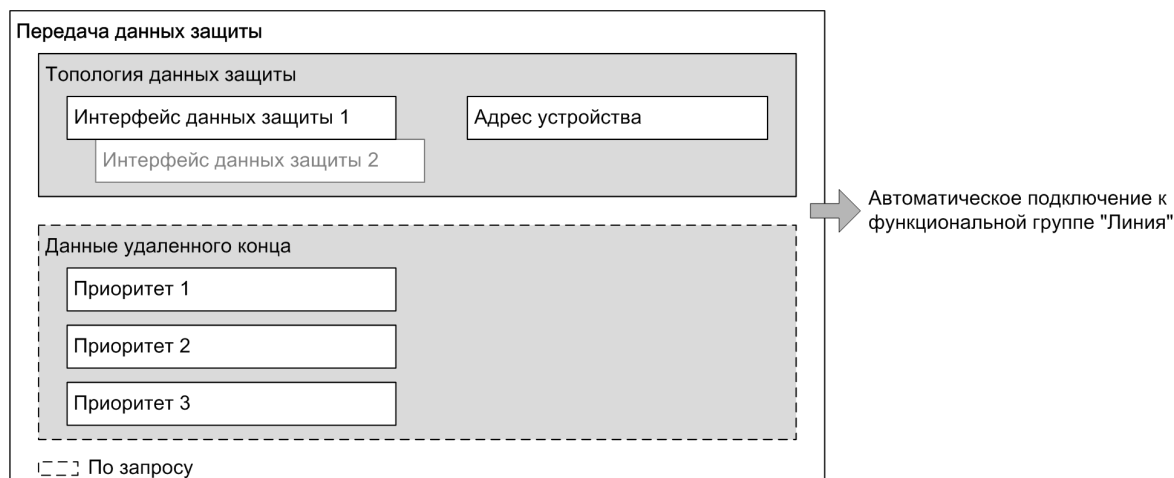 Передача данных защиты
Топология данных защиты
Интерфейс данных защиты 1
Адрес устройства
Интерфейс данных защиты 2
Автоматическое подключение к
функциональной группе "Линия"
Данные удаленного конца
Приоритет 1
Приоритет 2
Приоритет 3
По запросу